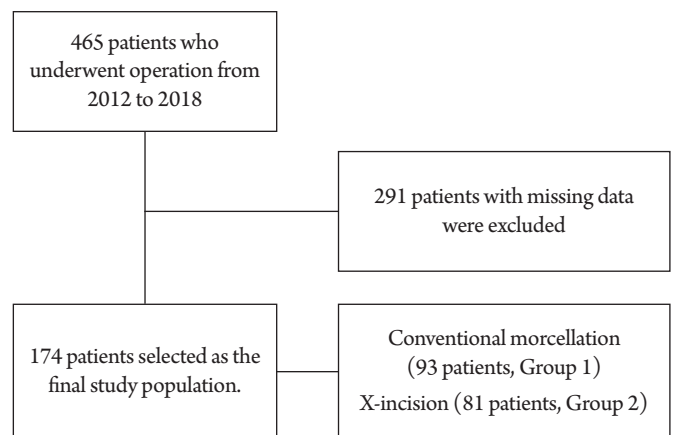 465 patients who
underwent operation from
2012 to 2018
291 patients with missing data
were excluded
174 patients selected as the
final study population.
Conventional morcellation
(93 patients, Group 1)
X-incision (81 patients, Group 2)